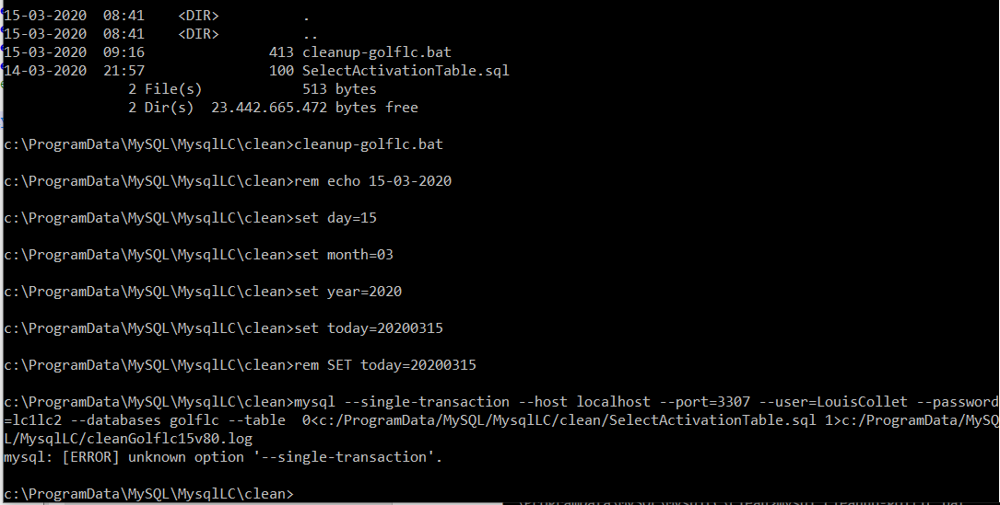 15-03-2020  08:41    <DIR>          .
15-03-2020  08:41    <DIR>          ..
15-03-2020  09:16               413 cleanup-golflc.bat
14-03-2020  21:57               100 SelectActivationTable.sql
               2 File(s)            513 bytes
               2 Dir(s)  23.442.665.472 bytes free
c:\ProgramData\MySQL\MysqlLC\clean>cleanup-golflc.bat
c:\ProgramData\MySQL\MysqlLC\clean>rem echo 15-03-2020
c:\ProgramData\MySQL\MysqlLC\clean>set day=15
c:\ProgramData\MySQL\MysqlLC\clean>set month=03
c:\ProgramData\MySQL\MysqlLC\clean>set year=2020
c:\ProgramData\MySQL\MysqlLC\clean>set today=20200315
c:\ProgramData\MySQL\MysqlLC\clean>rem SET today=20200315
c:\ProgramData\MySQL\MysqlLC\clean>mysql --single-transaction --host localhost --port=3307 --user=LouisCollet --password
=lc1lc2 --databases golflc --table  0<c:/ProgramData/MySQL/MysqlLC/clean/SelectActivationTable.sql 1>c:/ProgramData/MySQ
L/MysqlLC/cleanGolflc15v80.log
mysql: [ERROR] unknown option '--single-transaction'.
c:\ProgramData\MySQL\MysqlLC\clean>